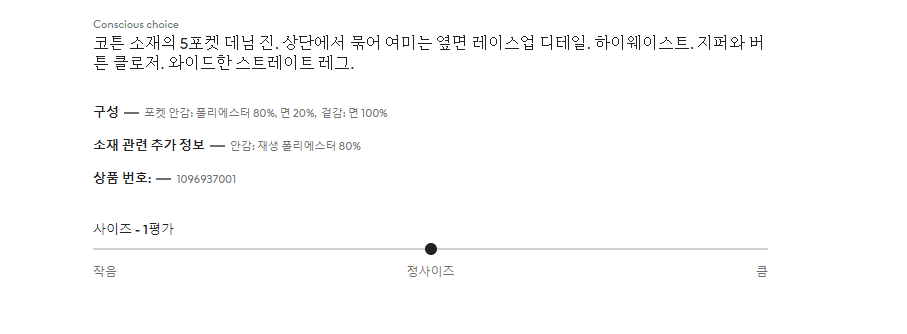 Conscious choice
코튼 소재의 5포켓 데님 진. 상단에서 묶어 여미는 옆면 레이스업 디테일. 하이웨이스트. 지퍼와 버
튼 클로저. 와이드한 스트레이트 레그.
구성 — 포켓 안감: 폴리에스터 80%, 면 20%, 겉감: 면 100%
소재 관련 추가 정보 — 안감: 재생 폴리에스터 80%
상품 번호: — 1096937001
사이즈 - 1평가
작음 정사이즈 큼